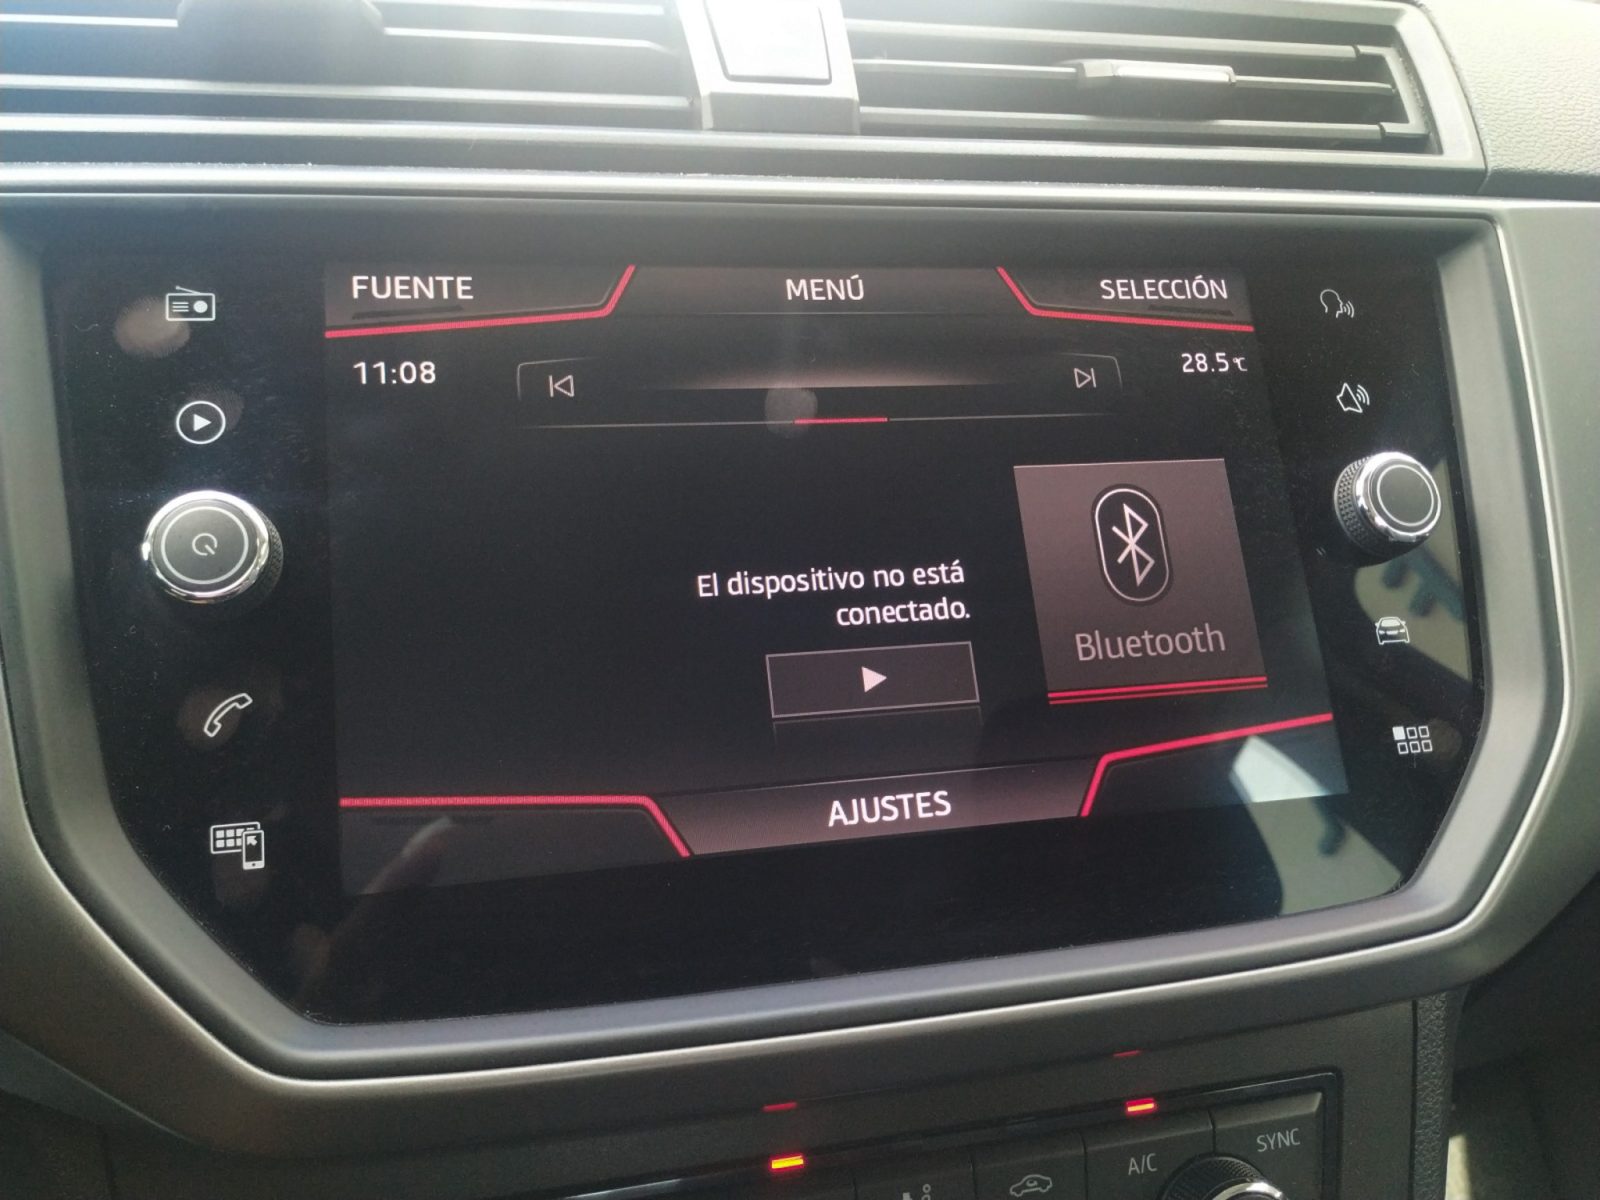 FUENTE MENÚ SELECCIÓN
11:08 28.5°C
El dispositivo no está
conectado.
Bluetooth
AJUSTES
A/C SYNC